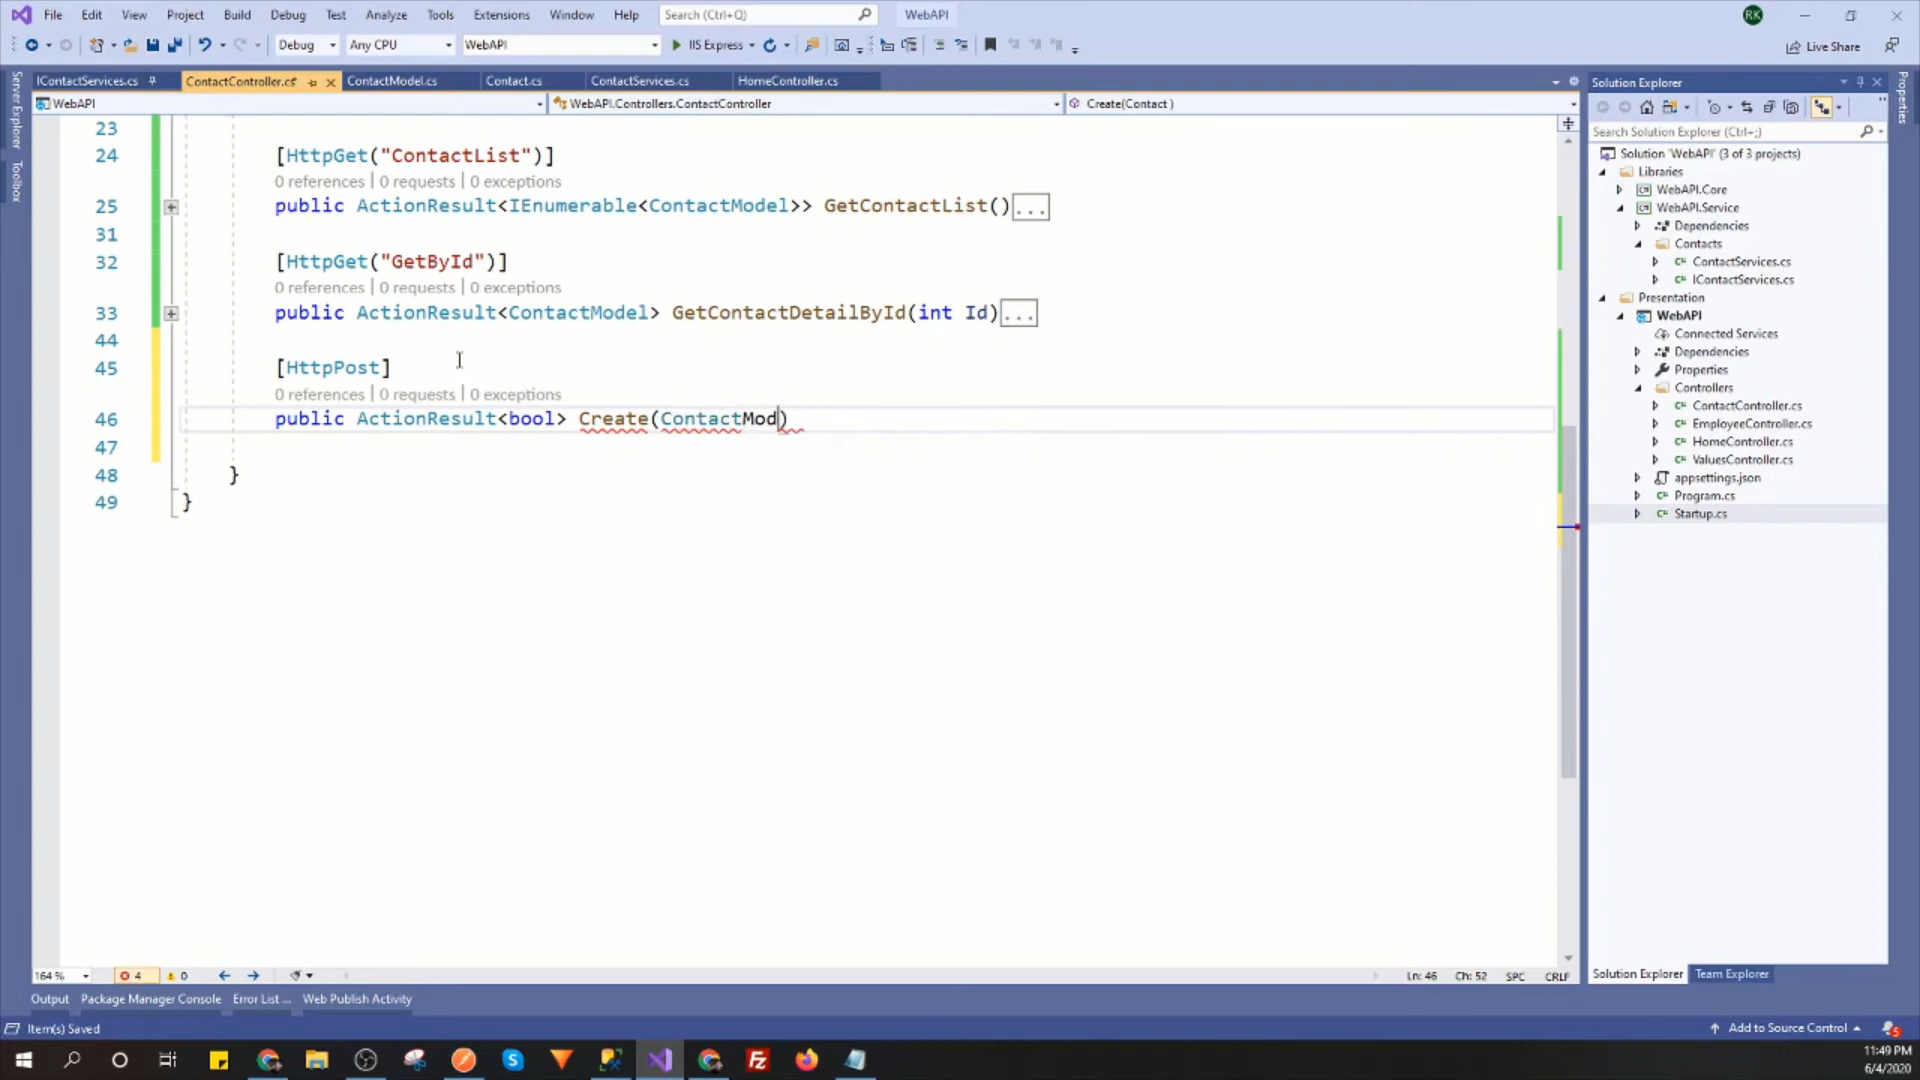 File Edit View Project Build Debug Test Analyze Tools Extensions Window Help Search (Ctrl+Q) WebAPI RK
Debug Any CPU WebAPI IIS Express Live Share
IContactServices.cs ContactController.cs* ContactModel.cs Contact.cs ContactServices.cs HomeController.cs
WebAPI WebAPI.Controllers.ContactController Create(Contact )
Server Explorer
Toolbox
23
24 [HttpGet("ContactList")]
0 references | 0 requests | 0 exceptions
25 public ActionResult<IEnumerable<ContactModel>> GetContactList()...
31
32 [HttpGet("GetById")]
0 references | 0 requests | 0 exceptions
33 public ActionResult<ContactModel> GetContactDetailById(int Id)...
44
45 [HttpPost]
0 references | 0 requests | 0 exceptions
46 public ActionResult<bool> Create(ContactMod)
47
48 }
49 }
164 % 4 0 Ln: 46 Ch: 52 SPC CRLF
Solution Explorer
Search Solution Explorer (Ctrl+;)
Solution 'WebAPI' (3 of 3 projects)
Libraries
WebAPI.Core
WebAPI.Service
Dependencies
Contacts
ContactServices.cs
IContactServices.cs
Presentation
WebAPI
Connected Services
Dependencies
Properties
Controllers
ContactController.cs
EmployeeController.cs
HomeController.cs
ValuesController.cs
appsettings.json
Program.cs
Startup.cs
Solution Explorer Team Explorer
Properties
Output Package Manager Console Error List ... Web Publish Activity
Item(s) Saved Add to Source Control 5
11:49 PM
6/4/2020